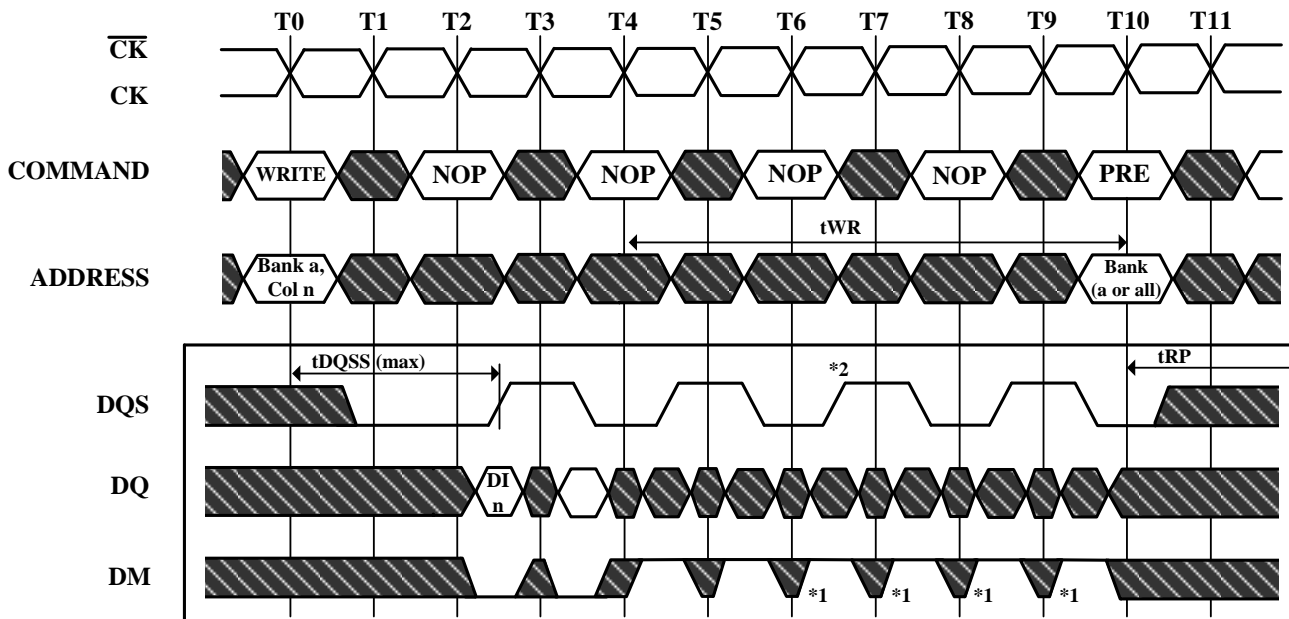 T0 T1 T2 T3 T4 T5 T6 T7 T8 T9 T10 T11
CK
CK
COMMAND WRITE NOP NOP NOP NOP PRE
tWR
ADDRESS Bank a, Col n Bank (a or all)
tDQSS (max) tRP
*2
DQS
DQ DI n
DM
*1 *1 *1 *1